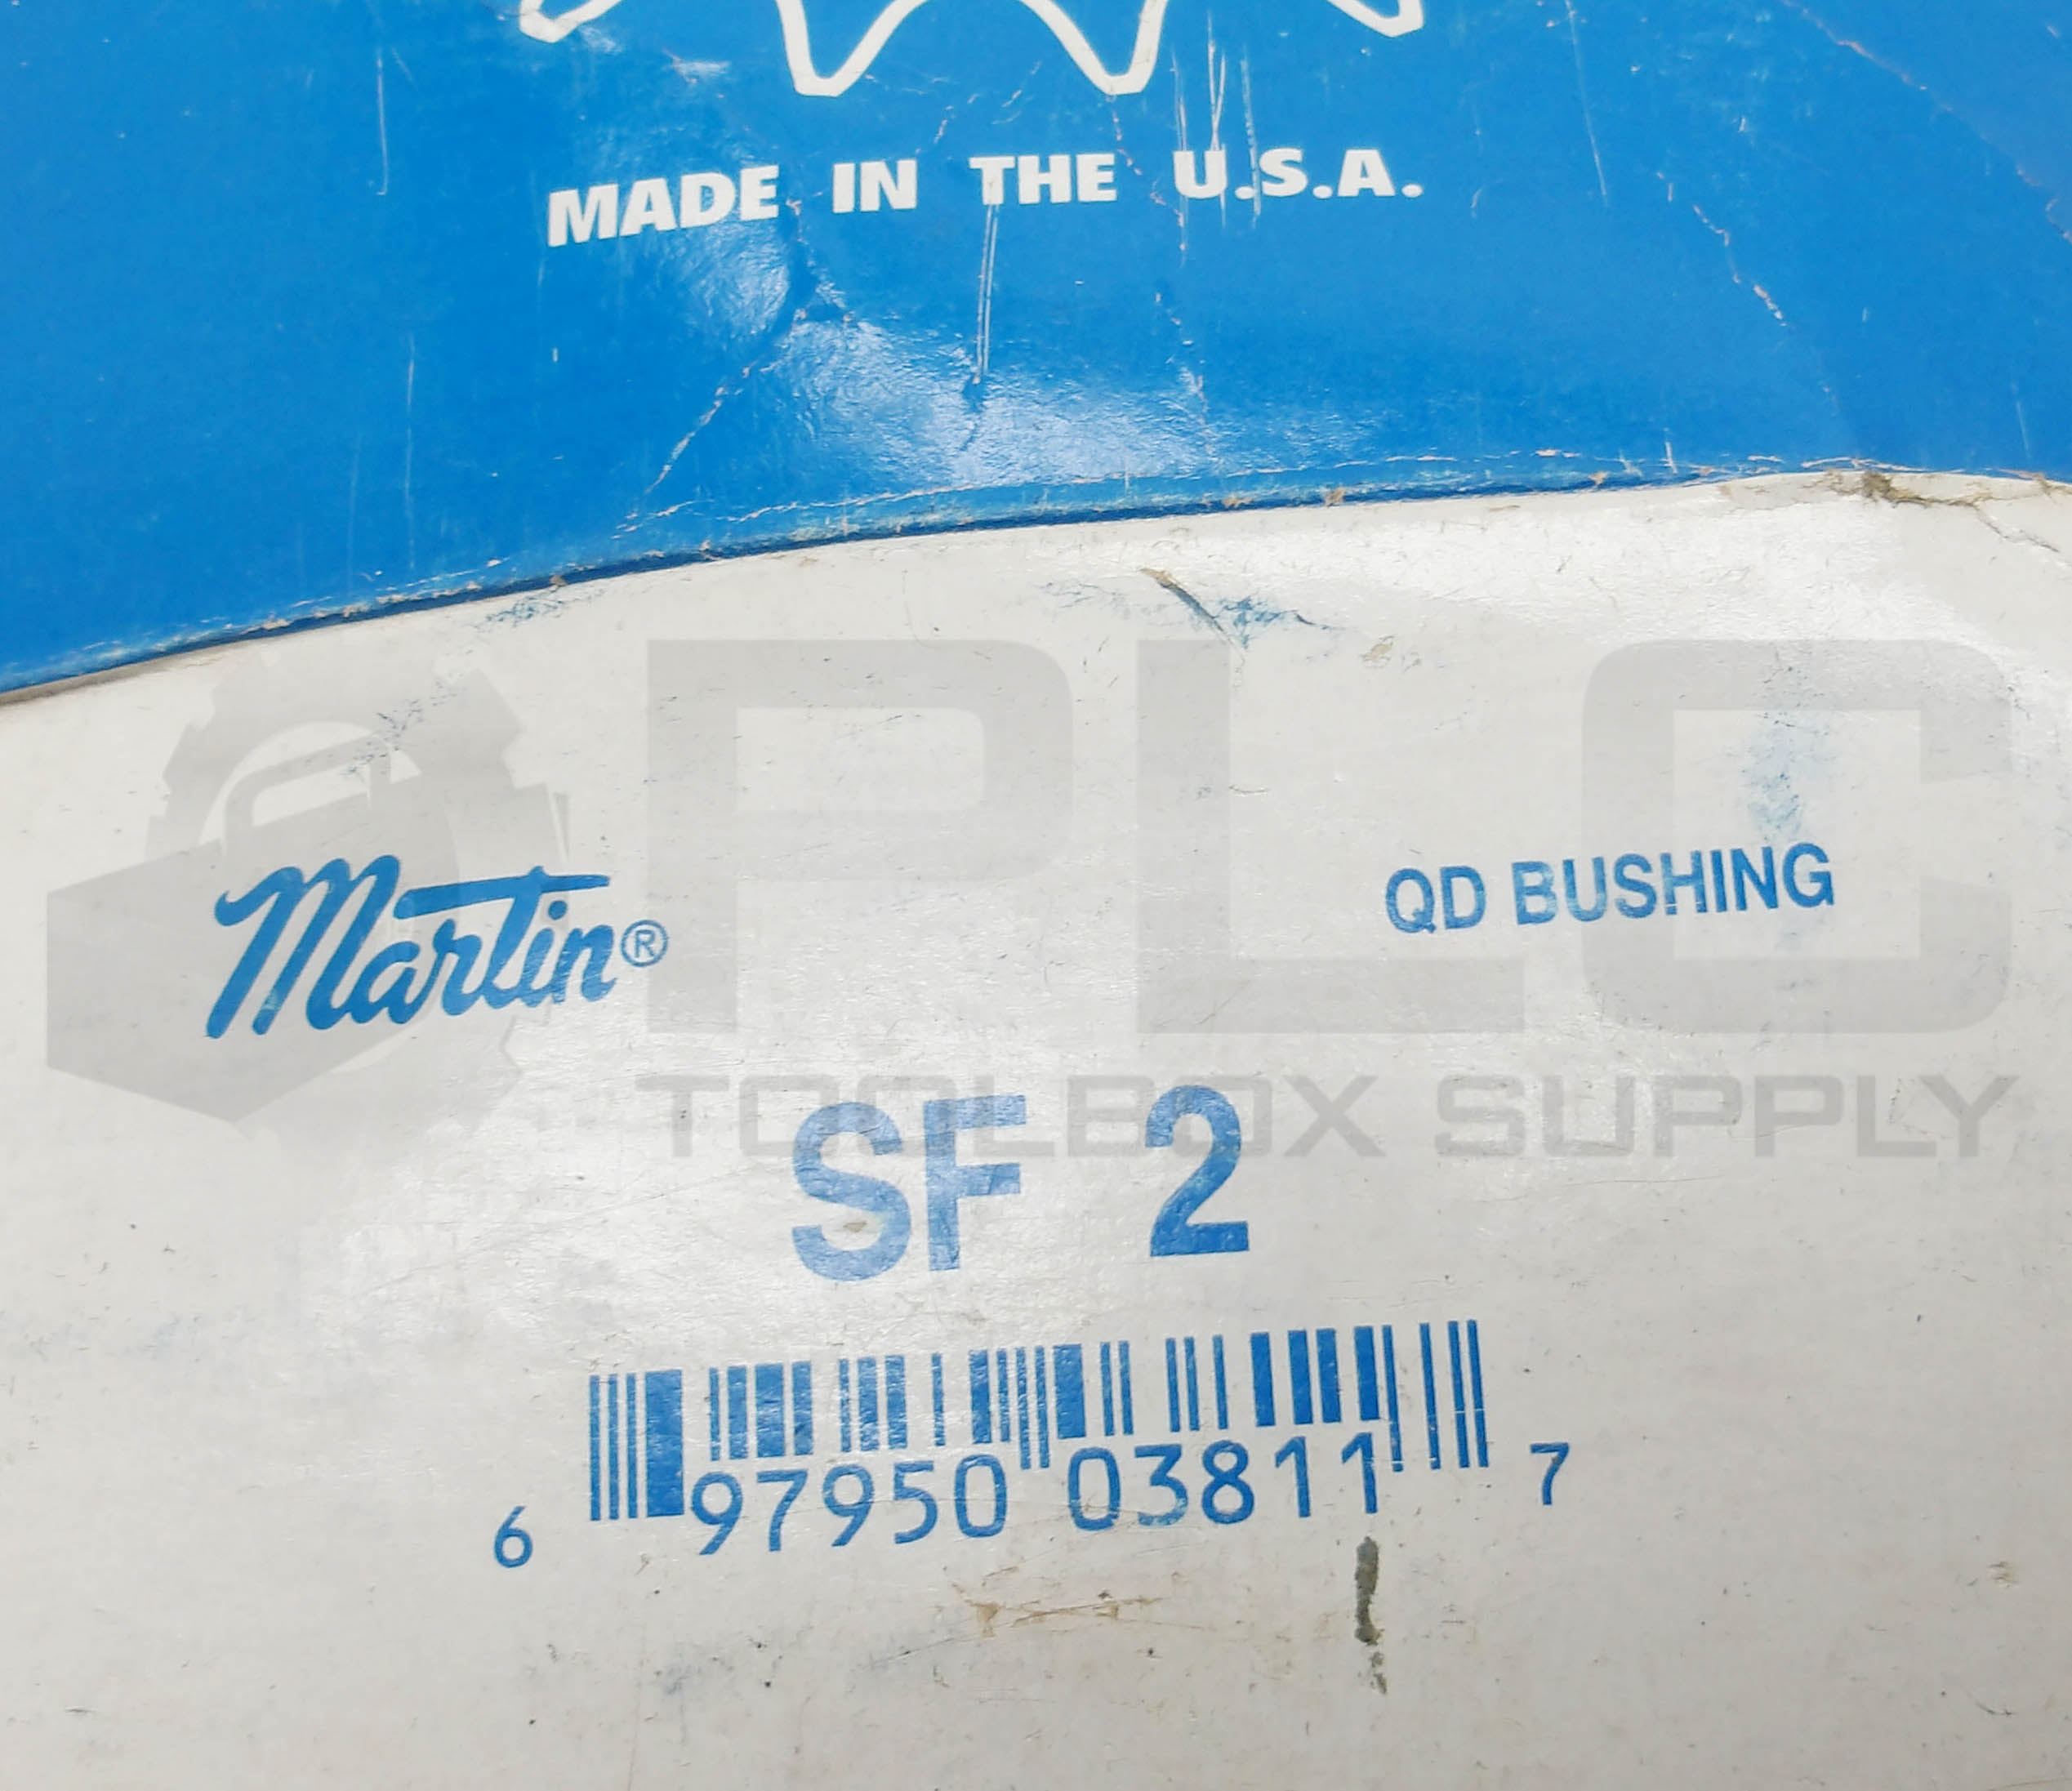 MADE IN THE U.S.A.
PLC
TOOLBOX SUPPLY
Martin®
QD BUSHING
SF 2
6 97950 03811 7